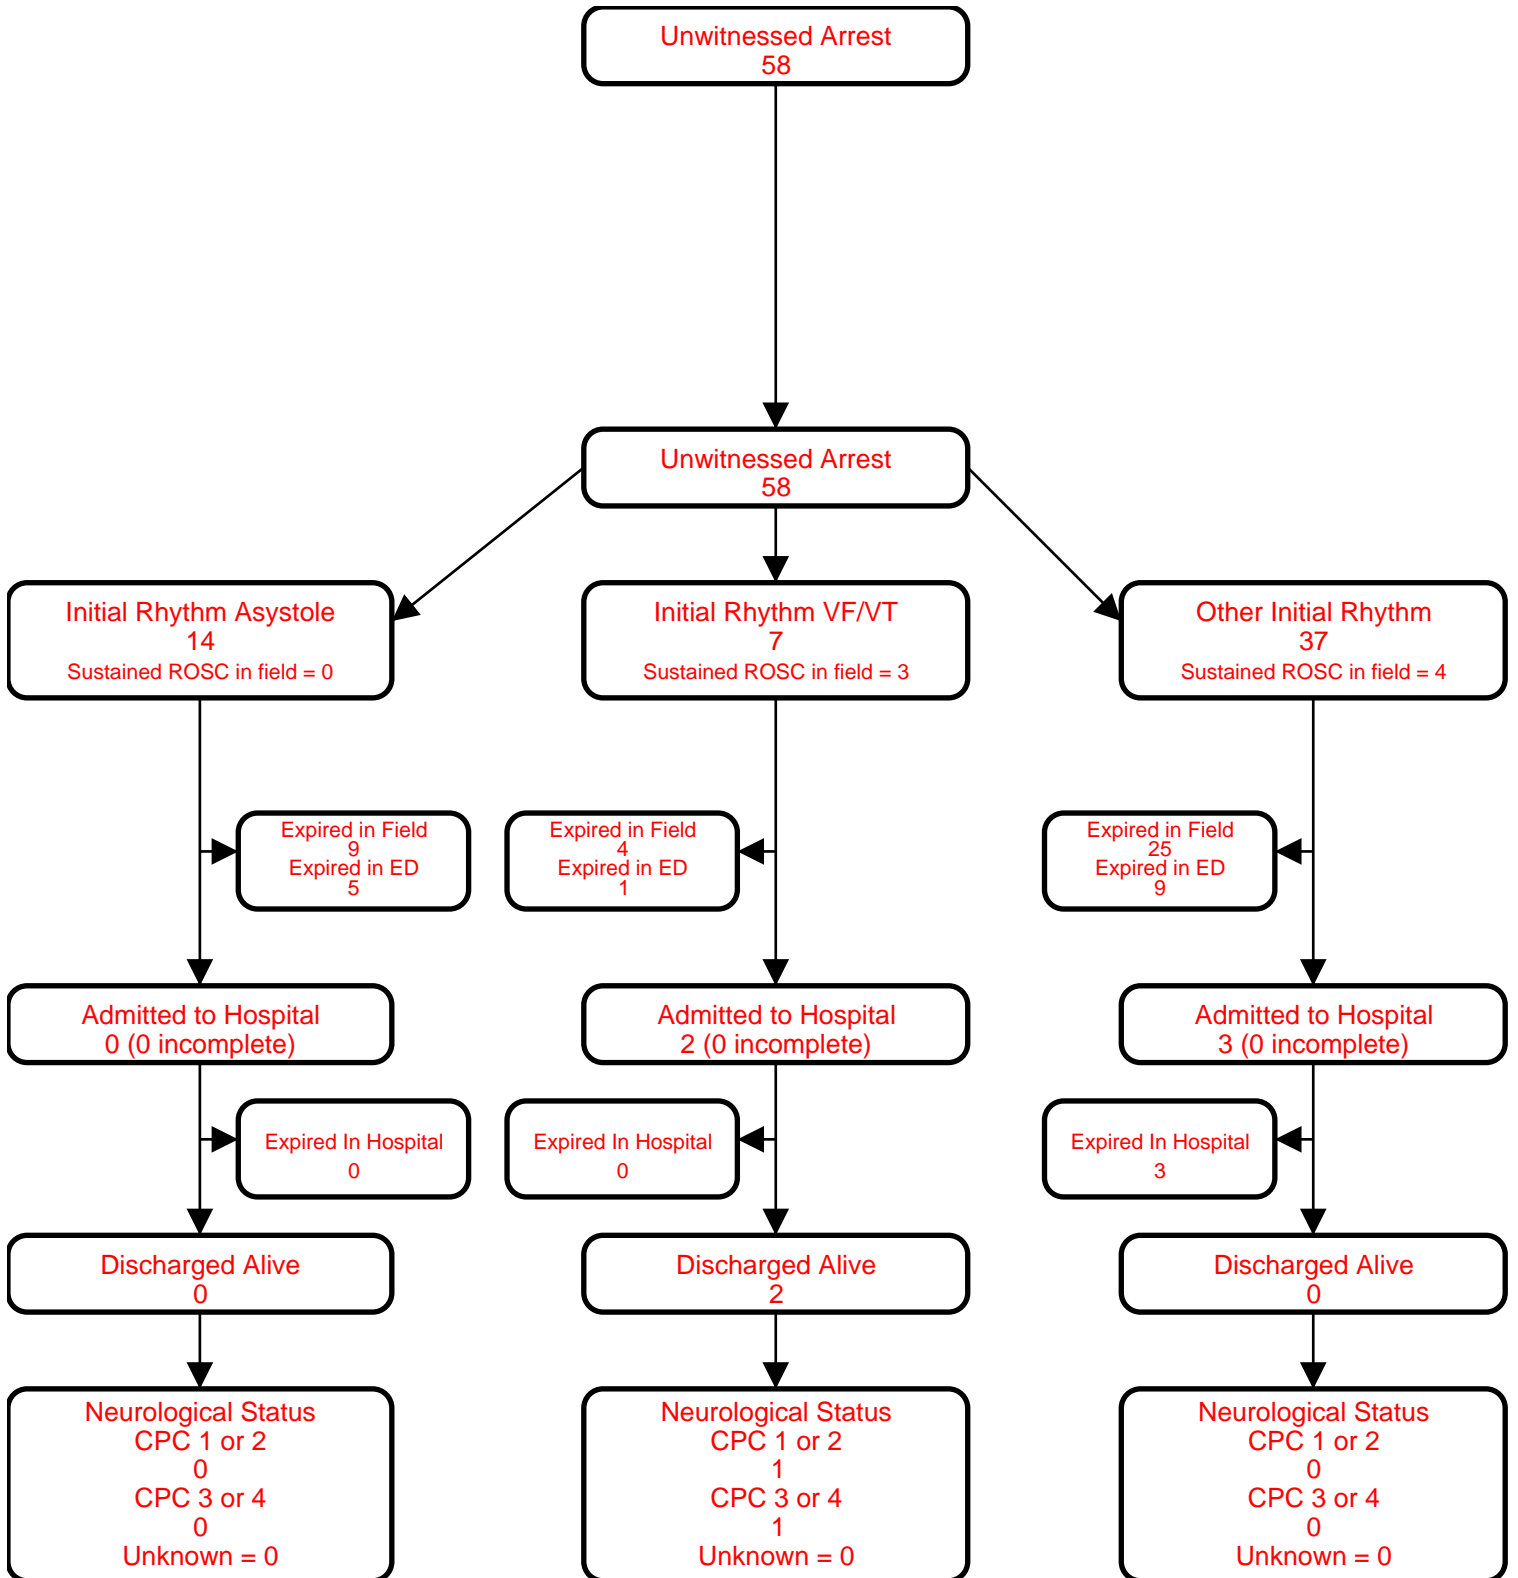 Unwitnessed Arrest
58
Unwitnessed Arrest
58
Initial Rhythm Asystole
14
Sustained ROSC in field = 0
Initial Rhythm VF/VT
7
Sustained ROSC in field = 3
Other Initial Rhythm
37
Sustained ROSC in field = 4
Expired in Field
9
Expired in ED
5
Expired in Field
4
Expired in ED
1
Expired in Field
25
Expired in ED
9
Admitted to Hospital
0 (0 incomplete)
Admitted to Hospital
2 (0 incomplete)
Admitted to Hospital
3 (0 incomplete)
Expired In Hospital
0
Expired In Hospital
0
Expired In Hospital
3
Discharged Alive
0
Discharged Alive
2
Discharged Alive
0
Neurological Status
CPC 1 or 2
0
CPC 3 or 4
0
Unknown = 0
Neurological Status
CPC 1 or 2
1
CPC 3 or 4
1
Unknown = 0
Neurological Status
CPC 1 or 2
0
CPC 3 or 4
0
Unknown = 0